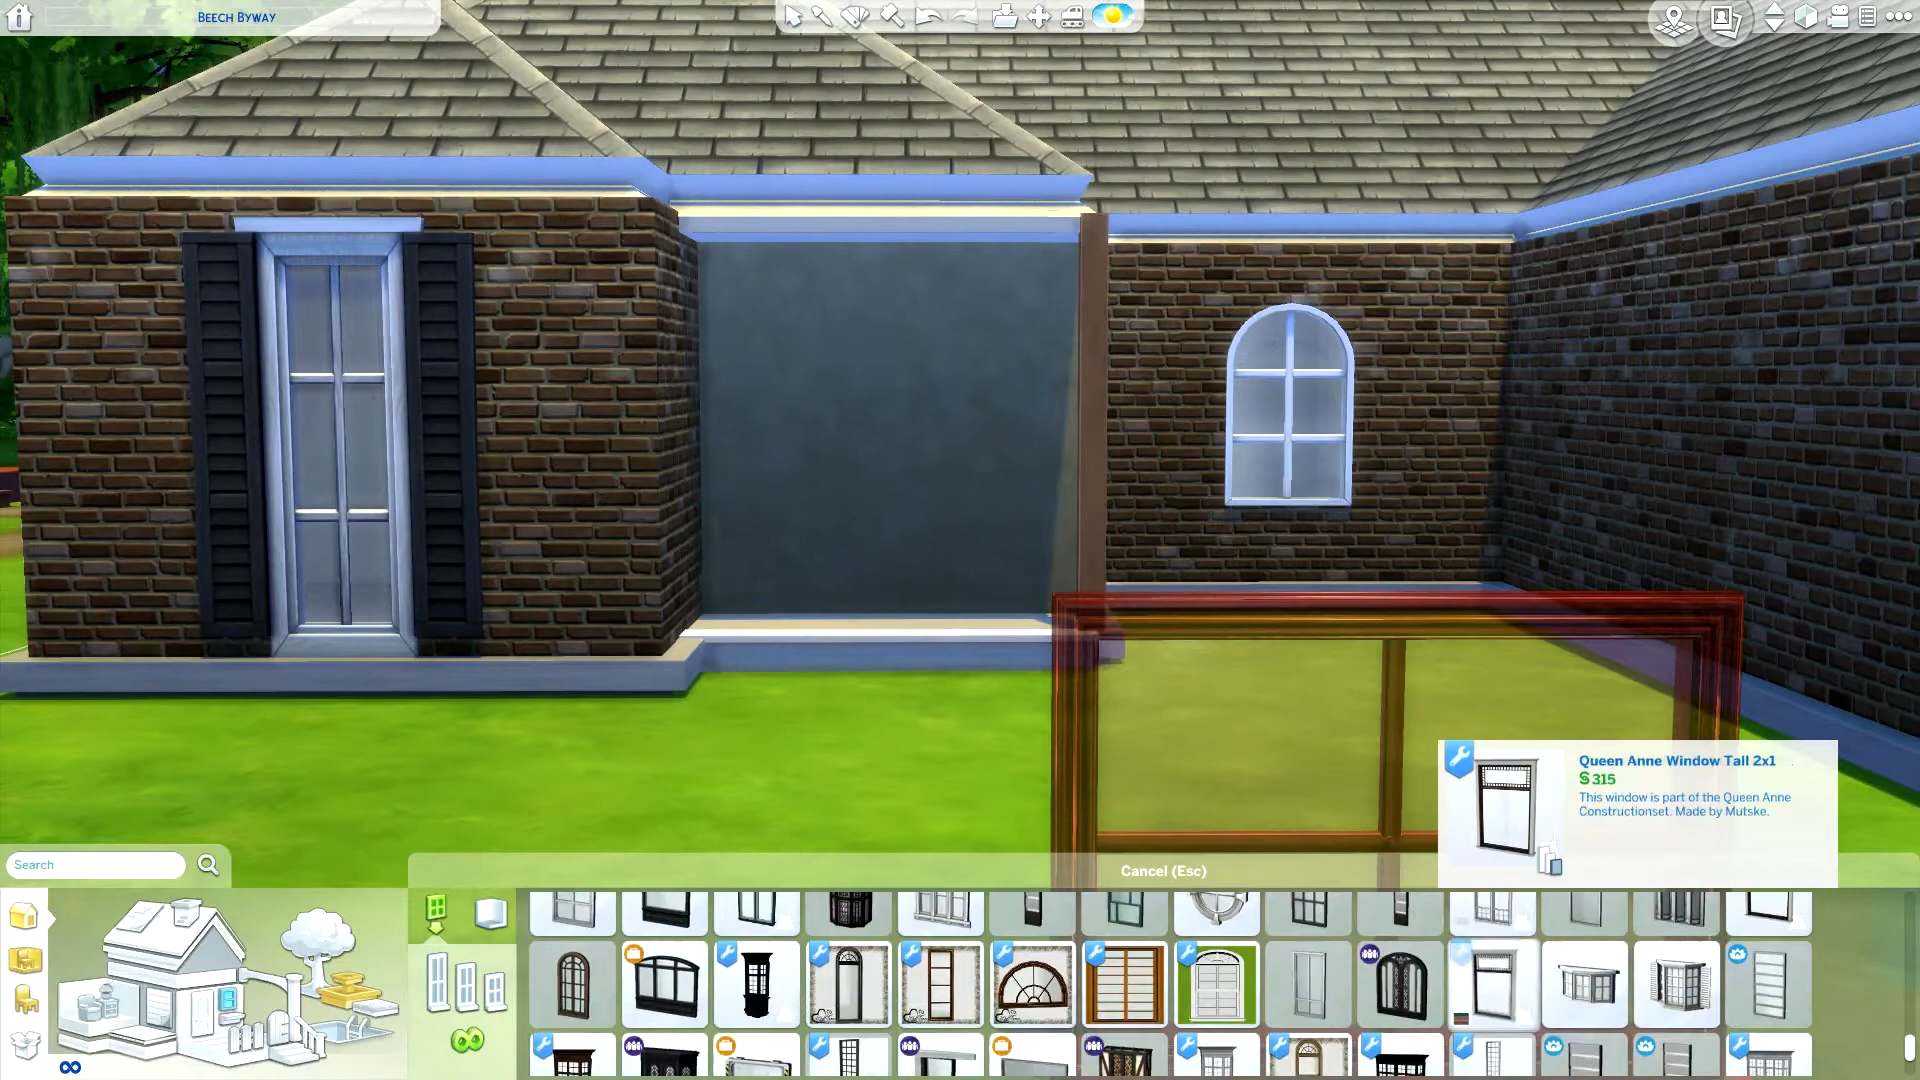 BEECH BYWAY
Queen Anne Window Tall 2x1
§315
This window is part of the Queen Anne
Constructionset. Made by Mutske.
Search
Cancel (Esc)